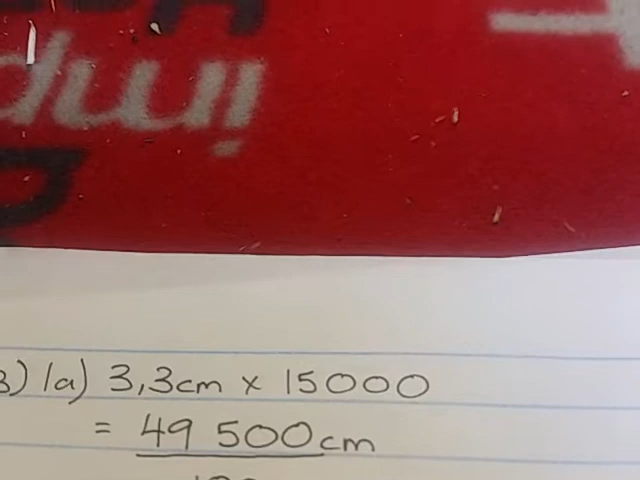 3) 1a) 3,3cm x 15000
= 49 500cm